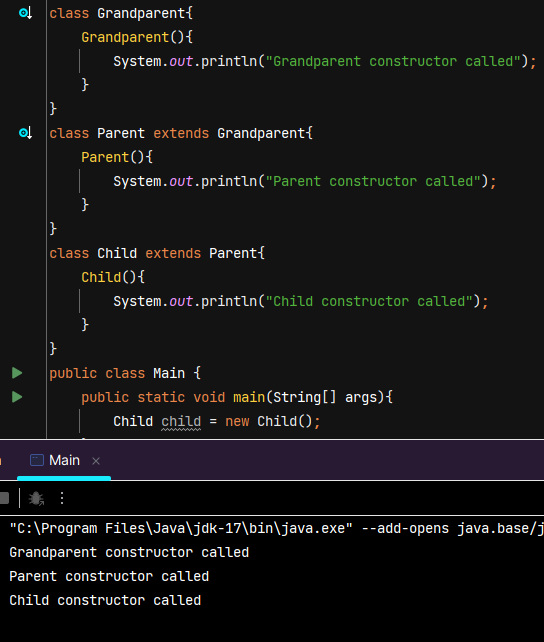 class Grandparent{
Grandparent(){
System.out.println("Grandparent constructor called");
}
}
class Parent extends Grandparent{
Parent(){
System.out.println("Parent constructor called");
}
}
class Child extends Parent{
Child(){
System.out.println("Child constructor called");
}
}
public class Main {
public static void main(String[] args){
Child child = new Child();
Main ×
"C:\Program Files\Java\jdk-17\bin\java.exe" --add-opens java.base/j
Grandparent constructor called
Parent constructor called
Child constructor called